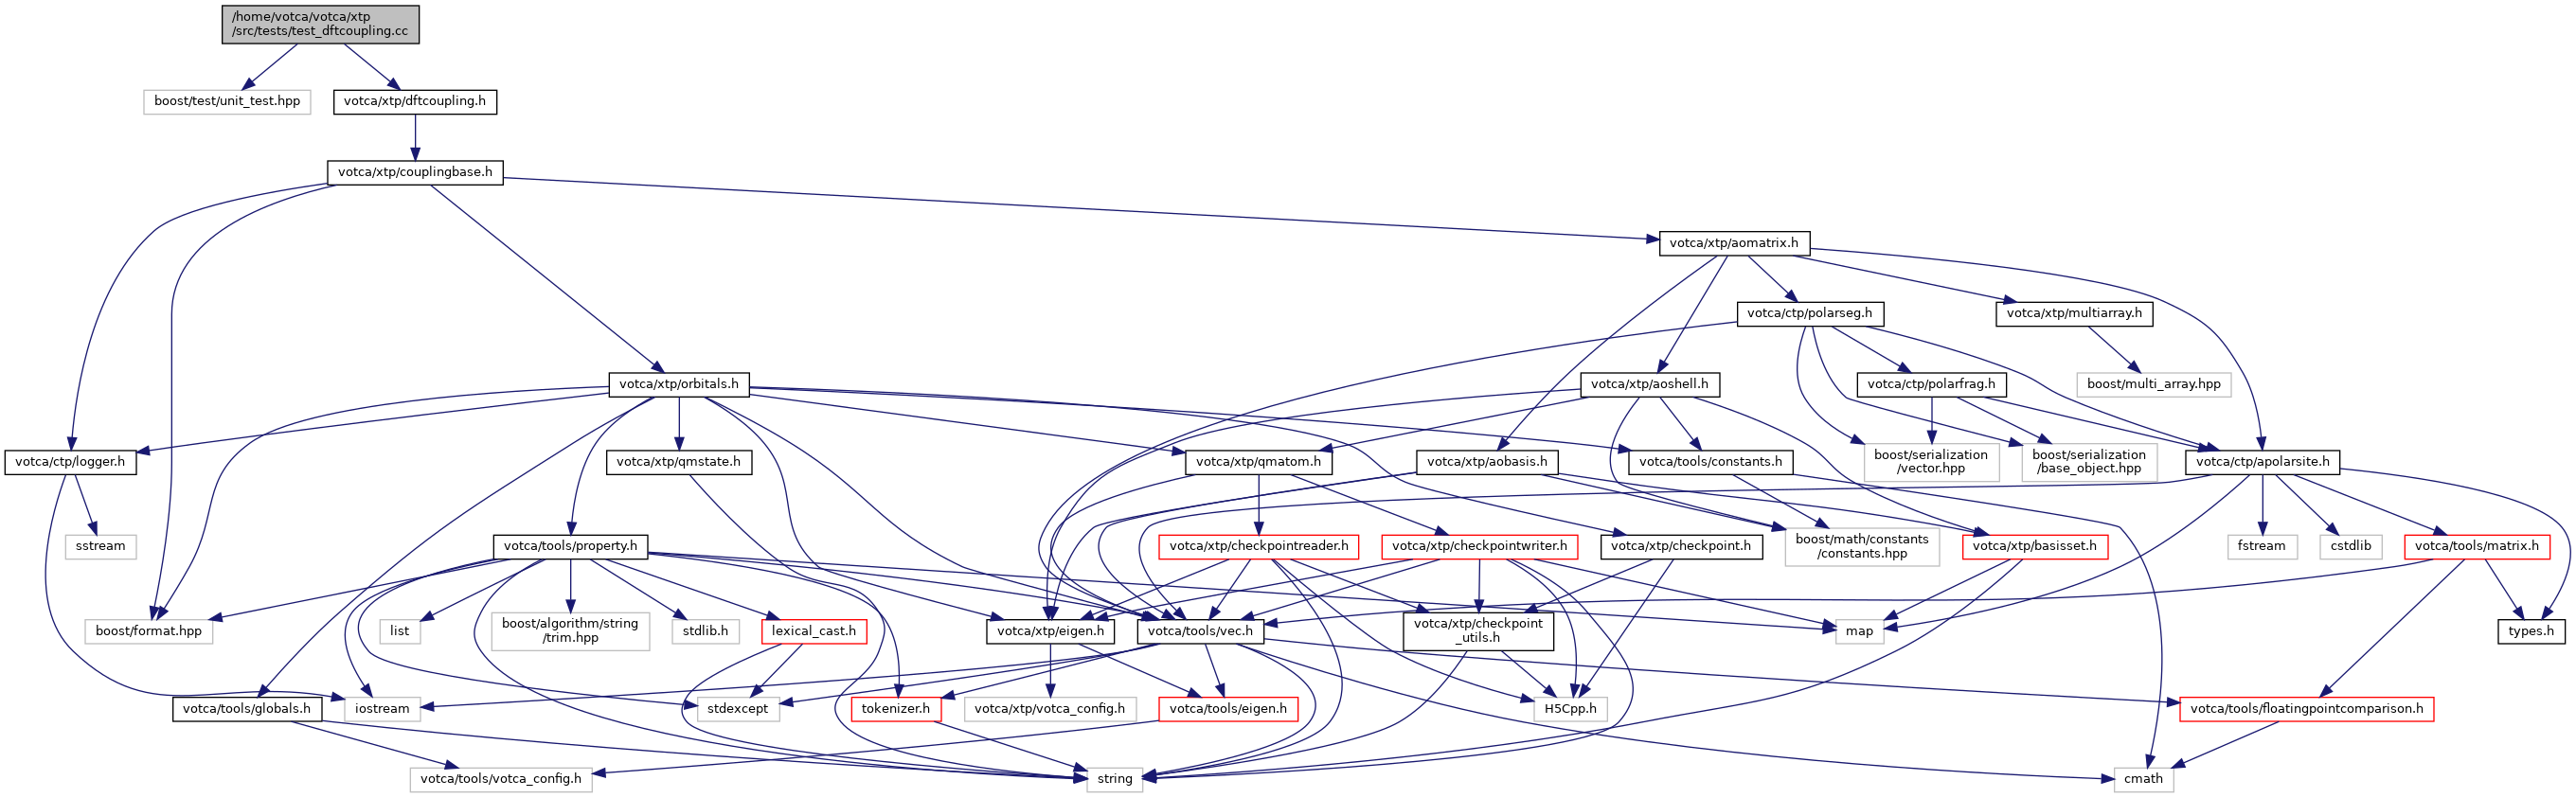 /home/votca/votca/xtp
/src/tests/test_dftcoupling.cc
boost/test/unit_test.hpp
votca/xtp/dftcoupling.h
votca/xtp/couplingbase.h
votca/xtp/aomatrix.h
votca/ctp/polarseg.h
votca/xtp/multiarray.h
votca/xtp/orbitals.h
votca/xtp/aoshell.h
votca/ctp/polarfrag.h
boost/multi_array.hpp
votca/ctp/logger.h
votca/xtp/qmstate.h
votca/xtp/qmatom.h
votca/xtp/aobasis.h
votca/tools/constants.h
boost/serialization
/vector.hpp
boost/serialization
/base_object.hpp
votca/ctp/apolarsite.h
sstream
votca/tools/property.h
votca/xtp/checkpointreader.h
votca/xtp/checkpointwriter.h
votca/xtp/checkpoint.h
boost/math/constants
/constants.hpp
votca/xtp/basisset.h
fstream
cstdlib
votca/tools/matrix.h
boost/format.hpp
list
boost/algorithm/string
/trim.hpp
stdlib.h
lexical_cast.h
votca/xtp/eigen.h
votca/tools/vec.h
votca/xtp/checkpoint
_utils.h
map
types.h
votca/tools/globals.h
iostream
stdexcept
tokenizer.h
votca/xtp/votca_config.h
votca/tools/eigen.h
H5Cpp.h
votca/tools/floatingpointcomparison.h
votca/tools/votca_config.h
string
cmath